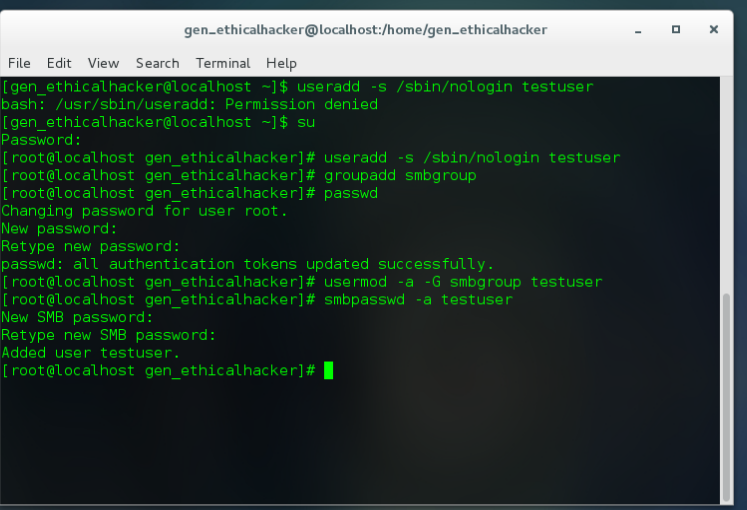 gen_ethicalhacker@localhost:/home/gen_ethicalhacker
File Edit View Search Terminal Help
[gen_ethicalhacker@localhost ~]$ useradd -s /sbin/nologin testuser
bash: /usr/sbin/useradd: Permission denied
[gen_ethicalhacker@localhost ~]$ su
Password:
[root@localhost gen_ethicalhacker]# useradd -s /sbin/nologin testuser
[root@localhost gen_ethicalhacker]# groupadd smbgroup
[root@localhost gen_ethicalhacker]# passwd
Changing password for user root.
New password:
Retype new password:
passwd: all authentication tokens updated successfully.
[root@localhost gen_ethicalhacker]# usermod -a -G smbgroup testuser
[root@localhost gen_ethicalhacker]# smbpasswd -a testuser
New SMB password:
Retype new SMB password:
Added user testuser.
[root@localhost gen_ethicalhacker]#